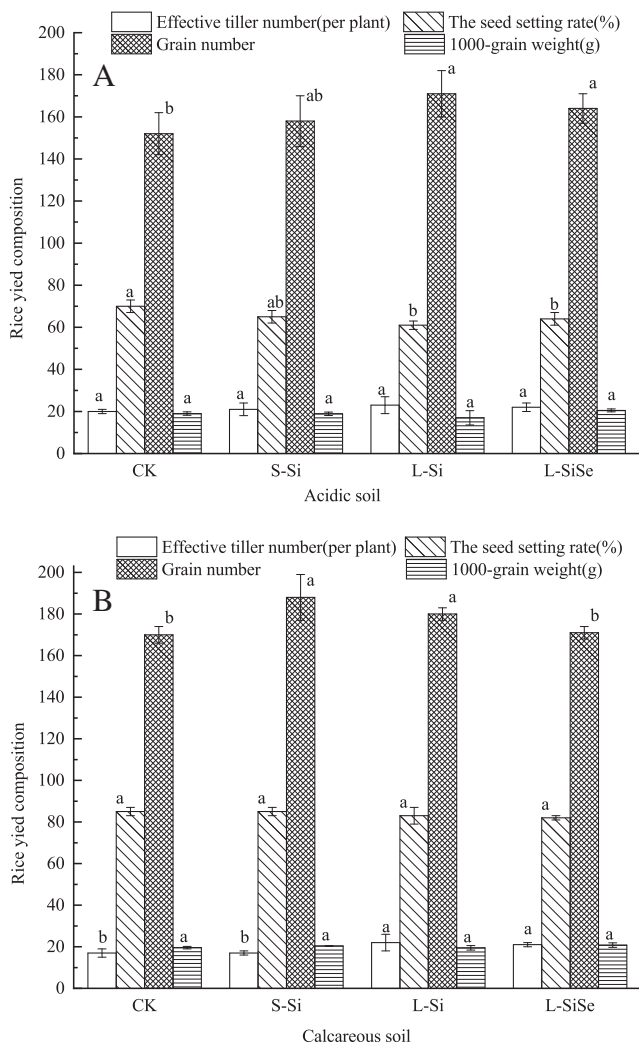 Effective tiller number(per plant) The seed setting rate(%)
Grain number 1000-grain weight(g)
A
200
180
160
140
120
100
80
60
40
20
0
Rice yied composition
a a b a
a ab ab a
a b a a
a b a a
CK S-Si L-Si L-SiSe
Acidic soil
Effective tiller number(per plant) The seed setting rate(%)
Grain number 1000-grain weight(g)
B
200
180
160
140
120
100
80
60
40
20
0
Rice yied composition
b a b a
b a a a
a a a a
a a b a
CK S-Si L-Si L-SiSe
Calcareous soil